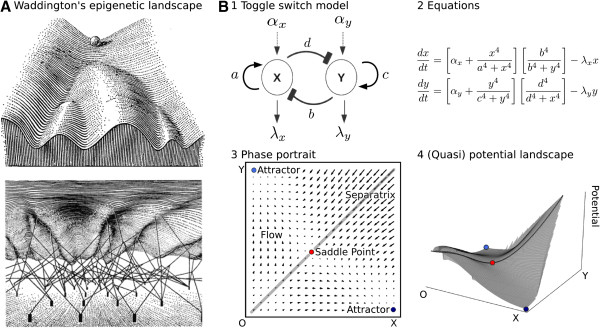 A Waddington's epigenetic landscape
B 1 Toggle switch model
αx αy
d
a X Y c
b
λx λy
2 Equations
dx/dt = [αx + x^4/(a^4 + x^4)] [b^4/(b^4 + y^4)] − λx x
dy/dt = [αy + y^4/(c^4 + y^4)] [d^4/(d^4 + x^4)] − λy y
3 Phase portrait
Y
Attractor
Separatrix
Flow
Saddle Point
Attractor
O X
4 (Quasi) potential landscape
Potential
O
X
Y